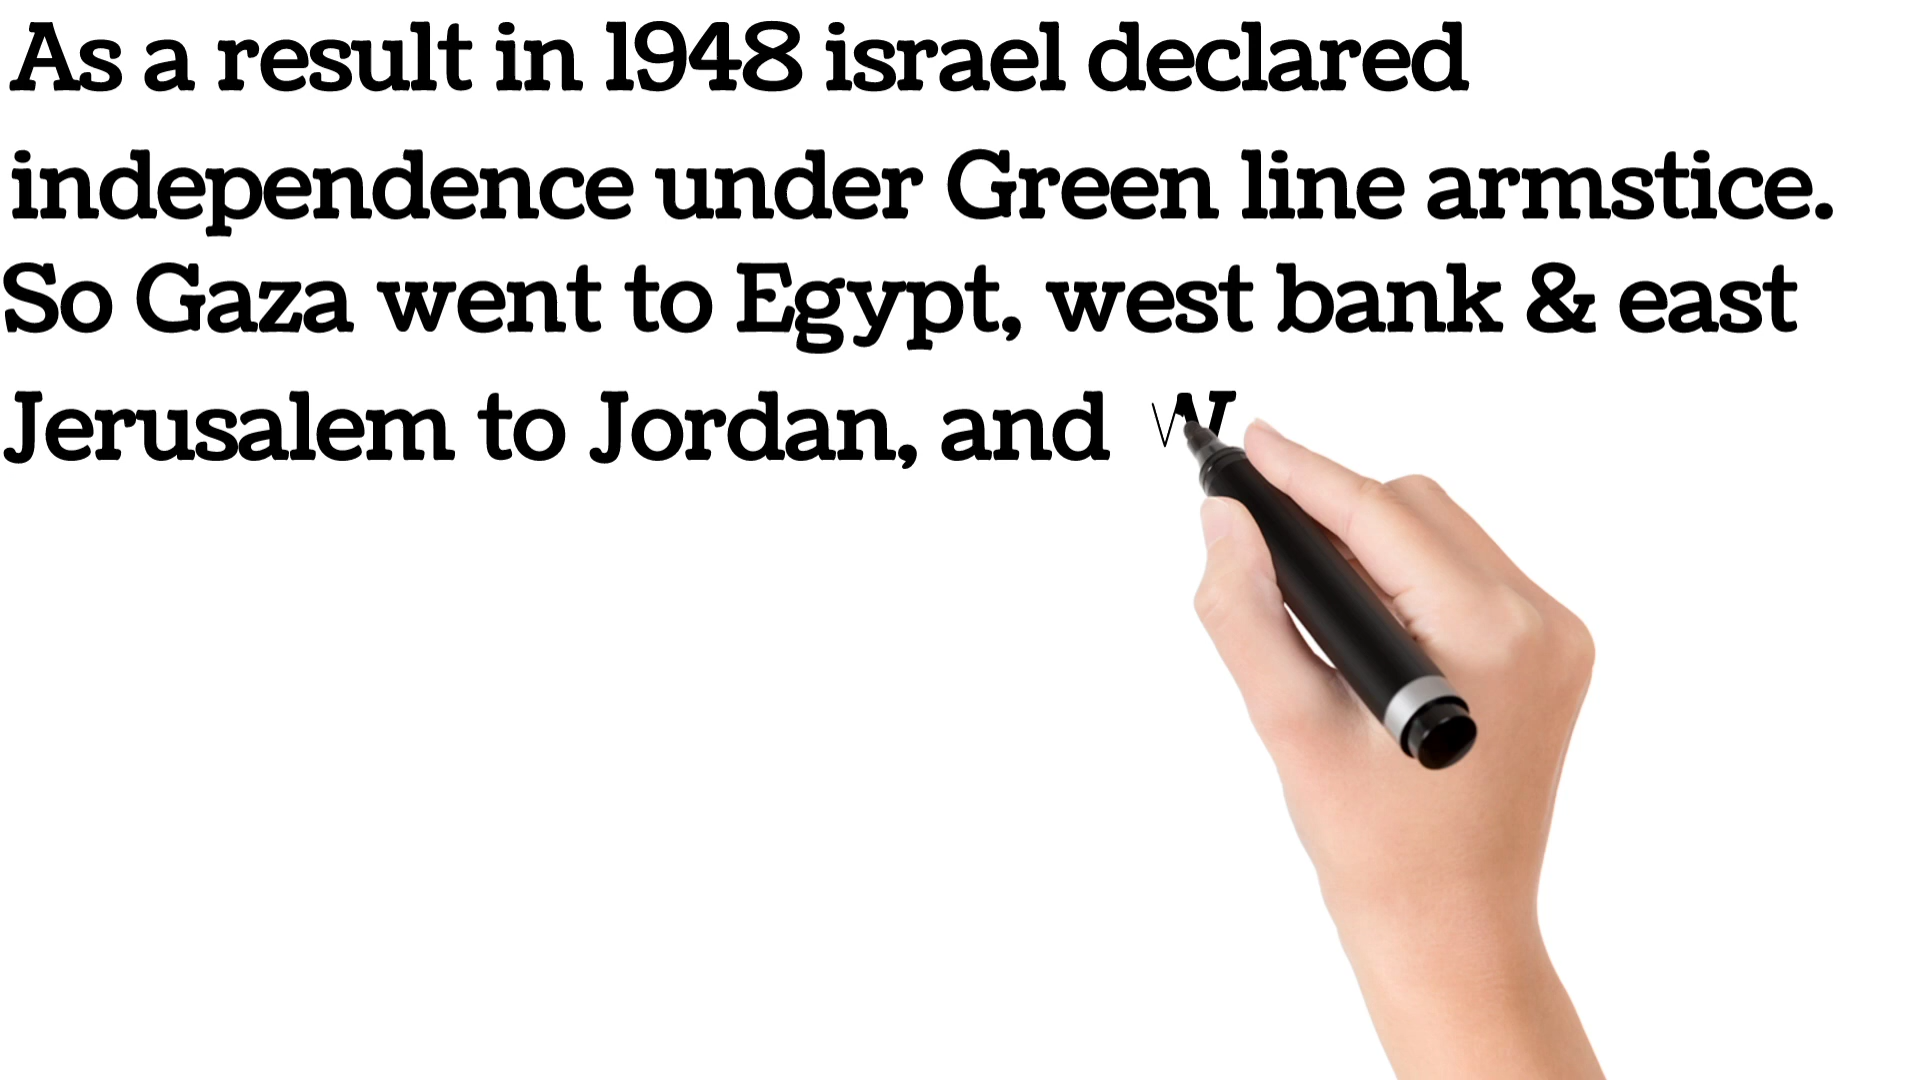 As a result in 1948 israel declared
independence under Green line armstice.
So Gaza went to Egypt, west bank & east
Jerusalem to Jordan, and W